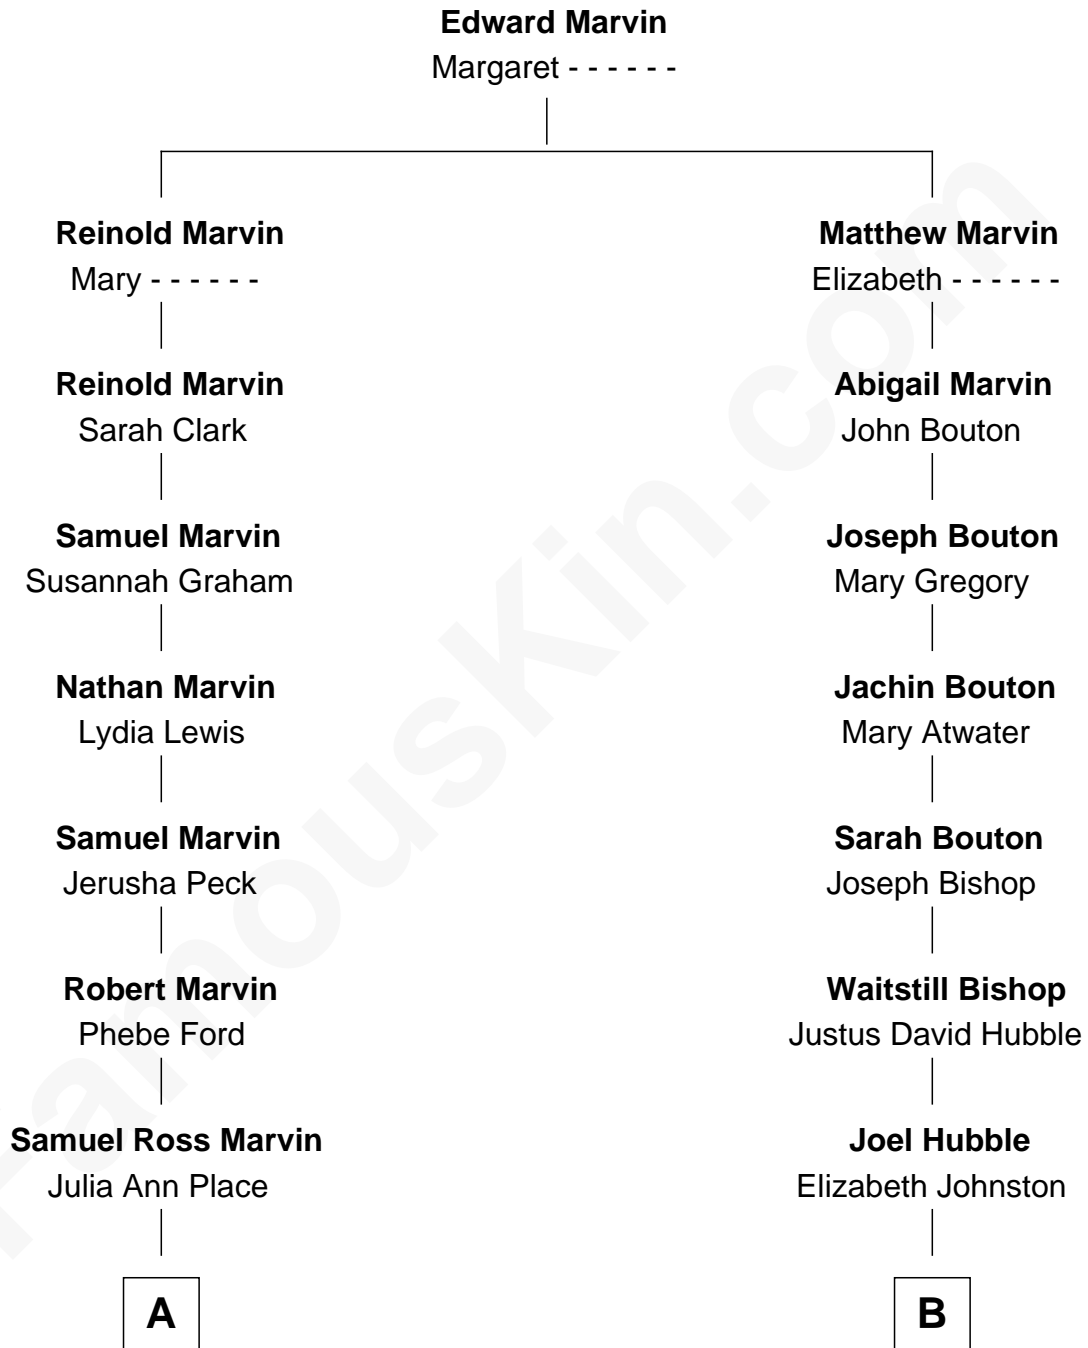 Edward Marvin
Margaret - - - - - -
Reinold Marvin
Mary - - - - - -
Matthew Marvin
Elizabeth - - - - - -
Reinold Marvin
Sarah Clark
Abigail Marvin
John Bouton
Samuel Marvin
Susannah Graham
Joseph Bouton
Mary Gregory
Nathan Marvin
Lydia Lewis
Jachin Bouton
Mary Atwater
Samuel Marvin
Jerusha Peck
Sarah Bouton
Joseph Bishop
Robert Marvin
Phebe Ford
Waitstill Bishop
Justus David Hubble
Samuel Ross Marvin
Julia Ann Place
Joel Hubble
Elizabeth Johnston
A
B
FamousKin.com